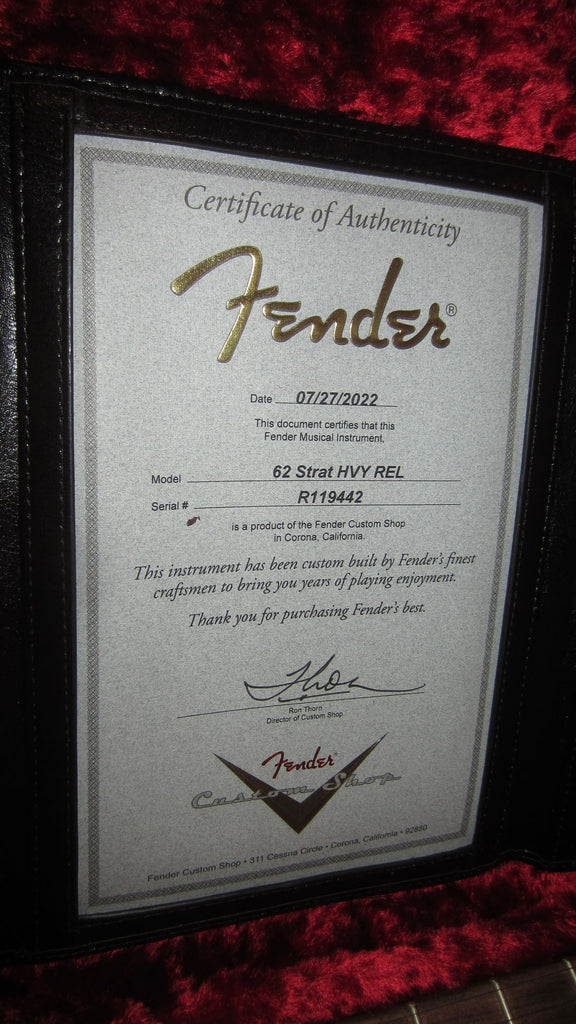 Certificate of Authenticity
Fender®
Date 07/27/2022
This document certifies that this
Fender Musical Instrument,
Model 62 Strat HVY REL
Serial # R119442
is a product of the Fender Custom Shop
in Corona, California.
This instrument has been custom built by Fender's finest
craftsmen to bring you years of playing enjoyment.
Thank you for purchasing Fender's best.
Ron Thorn
Director of Custom Shop
Fender®
Custom Shop
Fender Custom Shop • 311 Cessna Circle • Corona, California • 92880